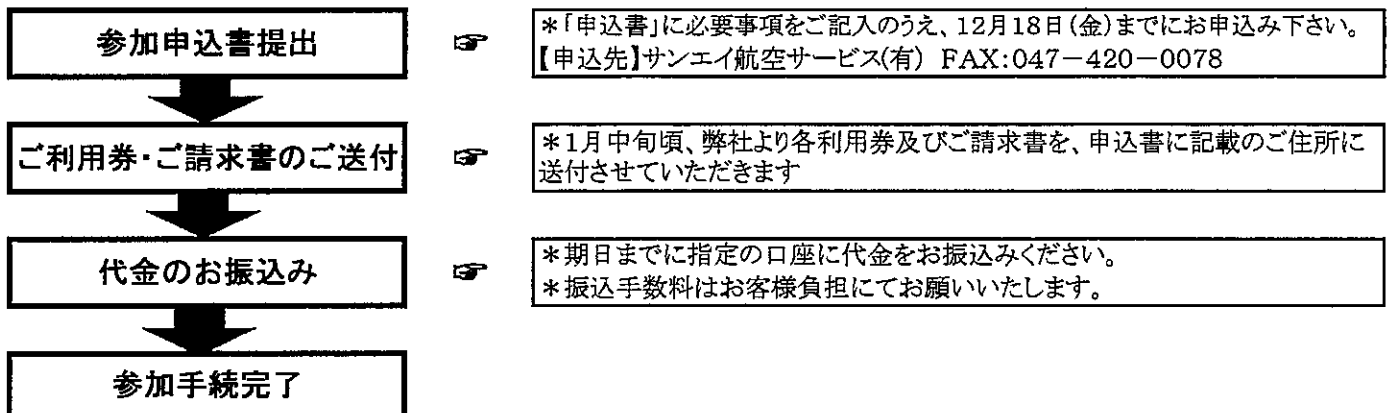 参加申込書提出
☞
＊「申込書」に必要事項をご記入のうえ、12月18日(金)までにお申込み下さい。
【申込先】サンエイ航空サービス(有) FAX:047－420－0078
ご利用券・ご請求書のご送付
☞
＊1月中旬頃、弊社より各利用券及びご請求書を、申込書に記載のご住所に
送付させていただきます
代金のお振込み
☞
＊期日までに指定の口座に代金をお振込みください。
＊振込手数料はお客様負担にてお願いいたします。
参加手続完了